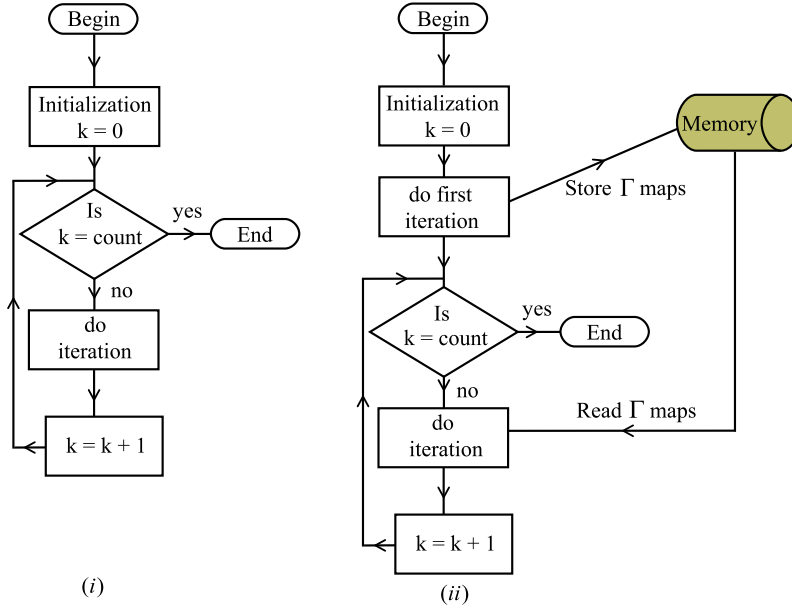 Begin
Initialization
k = 0
Is
k = count
yes
End
no
do
iteration
k = k + 1
(i)
Begin
Initialization
k = 0
do first
iteration
Store Γ maps
Memory
Is
k = count
yes
End
no
do
iteration
Read Γ maps
k = k + 1
(ii)